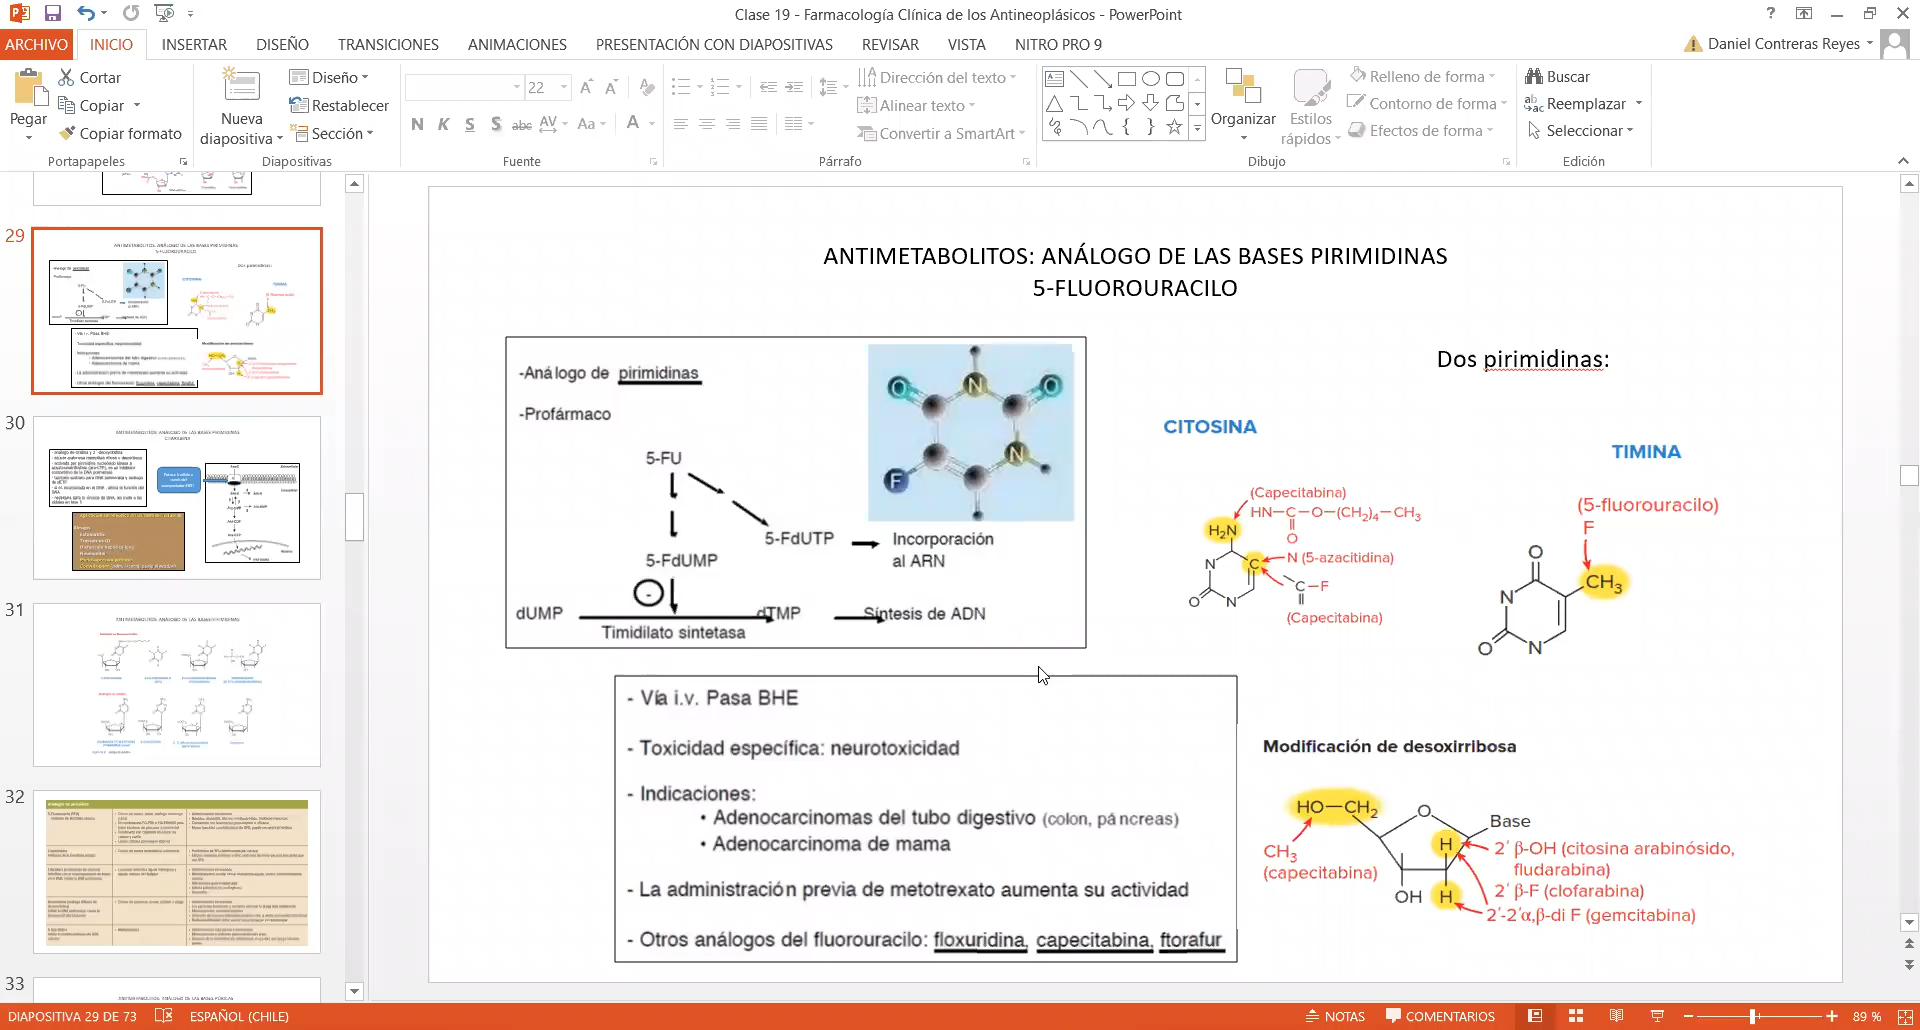 Clase 19 - Farmacología Clínica de los Antineoplásicos - PowerPoint
ARCHIVO INICIO INSERTAR DISEÑO TRANSICIONES ANIMACIONES PRESENTACIÓN CON DIAPOSITIVAS REVISAR VISTA NITRO PRO 9
Daniel Contreras Reyes
Pegar
Cortar
Copiar
Copiar formato
Portapapeles
Nueva diapositiva
Diseño
Restablecer
Sección
Diapositivas
22
N K S S abc AV Aa A
Fuente
Dirección del texto
Alinear texto
Convertir a SmartArt
Párrafo
Organizar
Estilos rápidos
Relleno de forma
Contorno de forma
Efectos de forma
Dibujo
Buscar
Reemplazar
Seleccionar
Edición
29
30
31
32
33
ANTIMETABOLITOS: ANÁLOGO DE LAS BASES PIRIMIDINAS
5-FLUOROURACILO
-Análogo de pirimidinas
-Profármaco
5-FU
5-FdUTP
Incorporación
al ARN
5-FdUMP
-
dUMP
dTMP
Síntesis de ADN
Timidilato sintetasa
O N O
N
F
Dos pirimidinas:
CITOSINA
(Capecitabina)
HN—C—O—(CH2)4—CH3
O
H2N
N C
N (5-azacitidina)
C—F
O N
(Capecitabina)
TIMINA
(5-fluorouracilo)
F
O
CH3
N
O N
- Vía i.v. Pasa BHE
- Toxicidad específica: neurotoxicidad
- Indicaciones:
• Adenocarcinomas del tubo digestivo (colon, páncreas)
• Adenocarcinoma de mama
- La administración previa de metotrexato aumenta su actividad
- Otros análogos del fluorouracilo: floxuridina, capecitabina, ftorafur
Modificación de desoxirribosa
HO—CH2
O
Base
H
CH3
(capecitabina)
OH H
2′ β-OH (citosina arabinósido,
fludarabina)
2′ β-F (clofarabina)
2′-2′α,β-di F (gemcitabina)
DIAPOSITIVA 29 DE 73
ESPAÑOL (CHILE)
NOTAS
COMENTARIOS
89 %